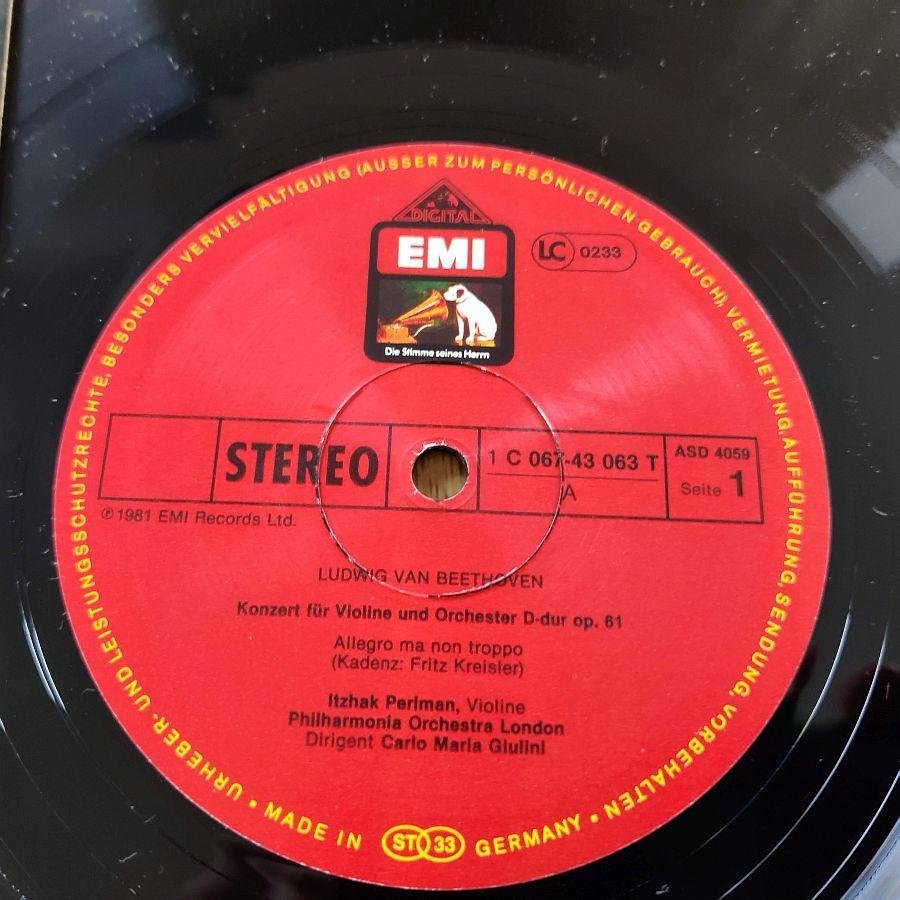 URHEBER- UND LEISTUNGSSCHUTZRECHTE, BESONDERS VERVIELFÄLTIGUNG (AUSSER ZUM PERSÖNLICHEN GEBRAUCH), VERMIETUNG, AUFFÜHRUNG, SENDUNG, VORBEHALTEN •
DIGITAL
EMI
LC 0233
Die Stimme seines Herrn
STEREO
1 C 067-43 063 T
A
ASD 4059
Seite 1
℗ 1981 EMI Records Ltd.
LUDWIG VAN BEETHOVEN
Konzert für Violine und Orchester D-dur op. 61
Allegro ma non troppo
(Kadenz: Fritz Kreisler)
Itzhak Perlman, Violine
Philharmonia Orchestra London
Dirigent Carlo Maria Giulini
• MADE IN ST 33 GERMANY